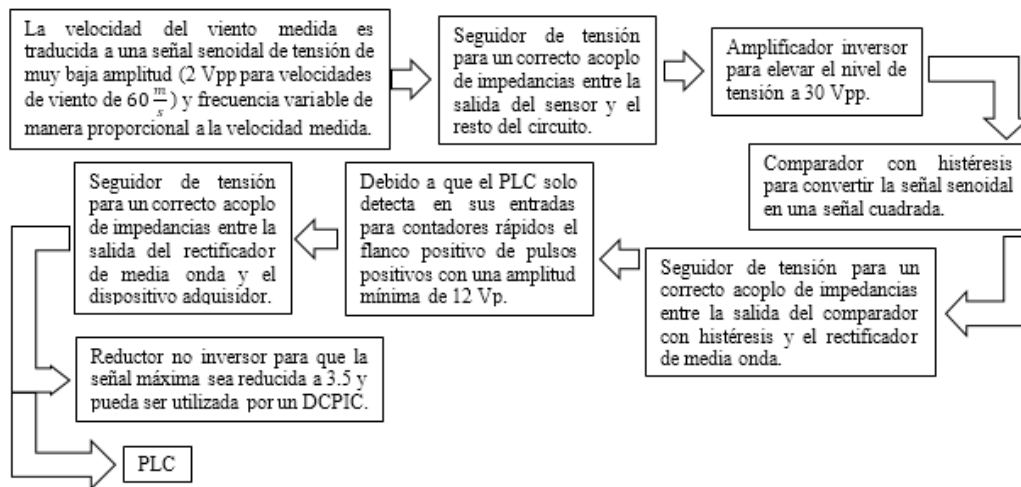 La velocidad del viento medida es
traducida a una señal senoidal de tensión de
muy baja amplitud (2 Vpp para velocidades
de viento de 60 m/s) y frecuencia variable de
manera proporcional a la velocidad medida.
Seguidor de tensión
para un correcto acoplo
de impedancias entre
la salida del sensor y el
resto del circuito.
Amplificador inversor
para elevar el nivel de
tensión a 30 Vpp.
Comparador con histéresis
para convertir la señal senoidal
en una señal cuadrada.
Seguidor de tensión para un
correcto acoplo de impedancias
entre la salida del comparador
con histéresis y el rectificador
de media onda.
Debido a que el PLC solo
detecta en sus entradas
para contadores rápidos el
flanco positivo de pulsos
positivos con una amplitud
mínima de 12 Vp.
Seguidor de tensión
para un correcto acoplo
de impedancias entre la
salida del rectificador
de media onda y el
dispositivo adquisidor.
Reductor no inversor para que la
señal máxima sea reducida a 3.5 y
pueda ser utilizada por un DCPIC.
PLC